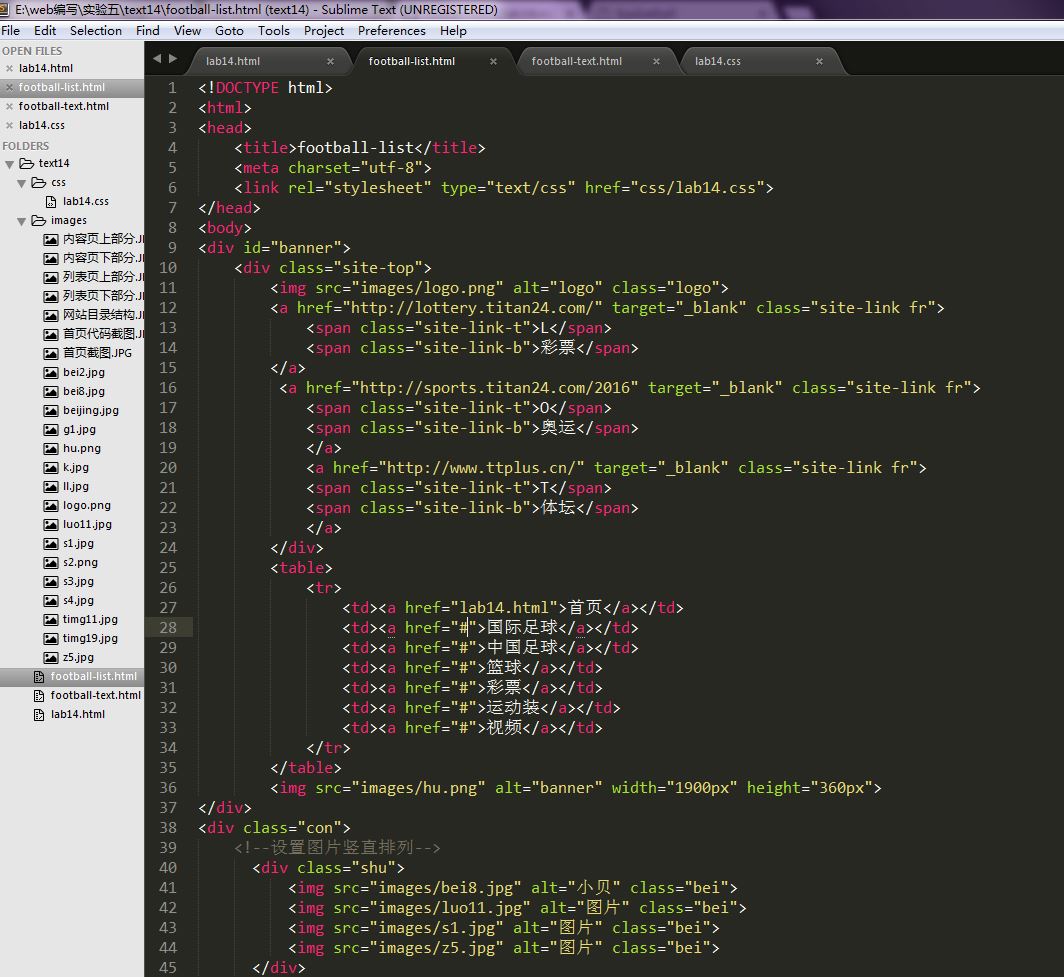 E:\web编写\实验五\text14\football-list.html (text14) - Sublime Text (UNREGISTERED)
File Edit Selection Find View Goto Tools Project Preferences Help
OPEN FILES
× lab14.html
× football-list.html
× football-text.html
× lab14.css
FOLDERS
text14
css
lab14.css
images
内容页上部分.JI
内容页下部分.JI
列表页上部分.JI
列表页下部分.JI
网站目录结构.JI
首页代码截图.JI
首页截图.JPG
bei2.jpg
bei8.jpg
beijing.jpg
g1.jpg
hu.png
k.jpg
ll.jpg
logo.png
luo11.jpg
s1.jpg
s2.png
s3.jpg
s4.jpg
timg11.jpg
timg19.jpg
z5.jpg
football-list.html
football-text.html
lab14.html
lab14.html × football-list.html × football-text.html × lab14.css ×
1 <!DOCTYPE html>
2 <html>
3 <head>
4 <title>football-list</title>
5 <meta charset="utf-8">
6 <link rel="stylesheet" type="text/css" href="css/lab14.css">
7 </head>
8 <body>
9 <div id="banner">
10 <div class="site-top">
11 <img src="images/logo.png" alt="logo" class="logo">
12 <a href="http://lottery.titan24.com/" target="_blank" class="site-link fr">
13 <span class="site-link-t">L</span>
14 <span class="site-link-b">彩票</span>
15 </a>
16 <a href="http://sports.titan24.com/2016" target="_blank" class="site-link fr">
17 <span class="site-link-t">O</span>
18 <span class="site-link-b">奥运</span>
19 </a>
20 <a href="http://www.ttplus.cn/" target="_blank" class="site-link fr">
21 <span class="site-link-t">T</span>
22 <span class="site-link-b">体坛</span>
23 </a>
24 </div>
25 <table>
26 <tr>
27 <td><a href="lab14.html">首页</a></td>
28 <td><a href="#">国际足球</a></td>
29 <td><a href="#">中国足球</a></td>
30 <td><a href="#">篮球</a></td>
31 <td><a href="#">彩票</a></td>
32 <td><a href="#">运动装</a></td>
33 <td><a href="#">视频</a></td>
34 </tr>
35 </table>
36 <img src="images/hu.png" alt="banner" width="1900px" height="360px">
37 </div>
38 <div class="con">
39 <!--设置图片竖直排列-->
40 <div class="shu">
41 <img src="images/bei8.jpg" alt="小贝" class="bei">
42 <img src="images/luo11.jpg" alt="图片" class="bei">
43 <img src="images/s1.jpg" alt="图片" class="bei">
44 <img src="images/z5.jpg" alt="图片" class="bei">
45 </div>